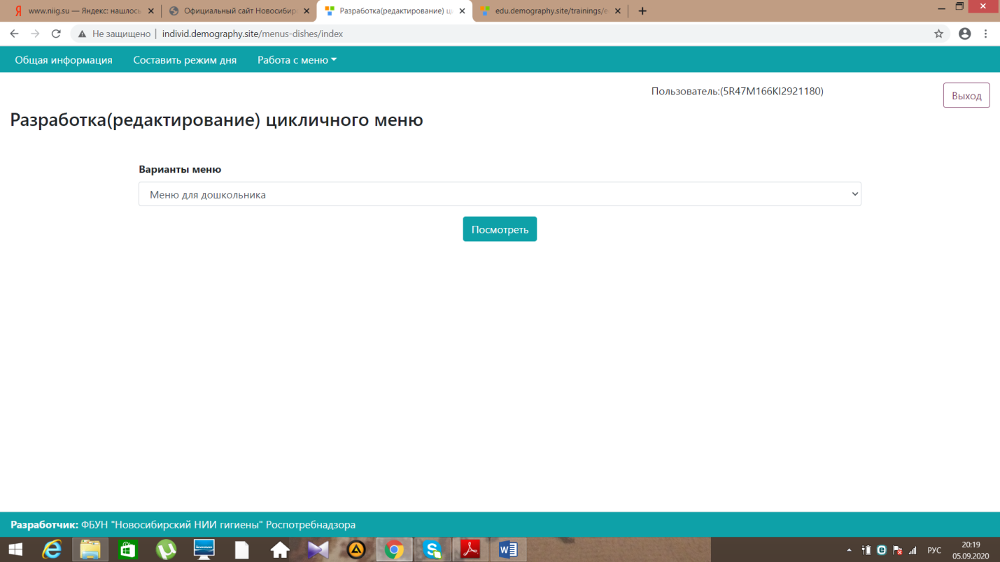 Я www.niig.su — Яндекс: нашлось
Официальный сайт Новосибир
Разработка(редактирование) ц
edu.demography.site/trainings/e
Не защищено | individ.demography.site/menus-dishes/index
Общая информация Составить режим дня Работа с меню
Пользователь:(5R47M166KI2921180)
Выход
Разработка(редактирование) цикличного меню
Варианты меню
Меню для дошкольника
Посмотреть
Разработчик: ФБУН "Новосибирский НИИ гигиены" Роспотребнадзора
РУС
20:19
05.09.2020